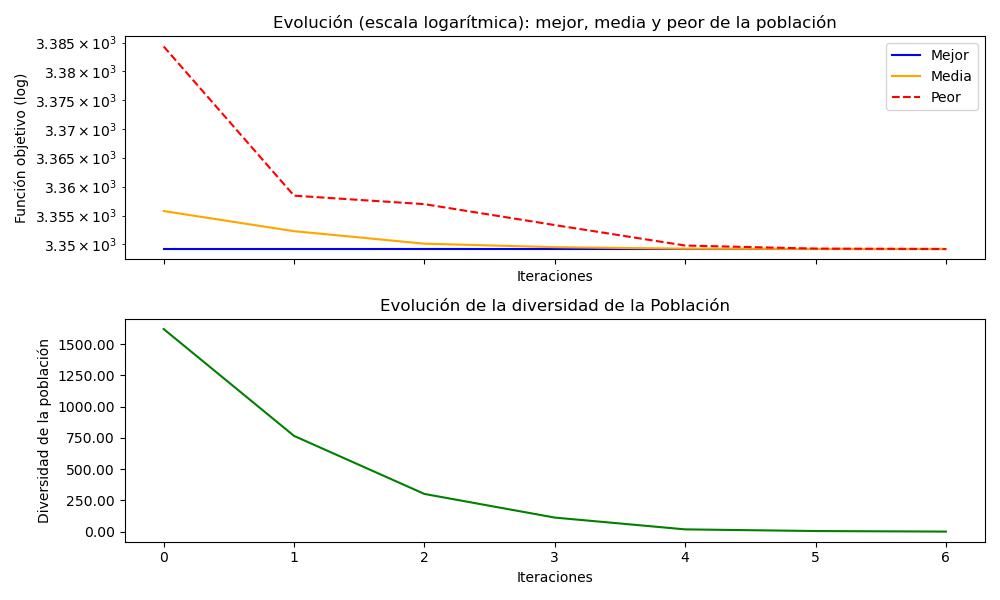 Evolución (escala logarítmica): mejor, media y peor de la población
Función objetivo (log)
3.385 × 10³
3.38 × 10³
3.375 × 10³
3.37 × 10³
3.365 × 10³
3.36 × 10³
3.355 × 10³
3.35 × 10³
Mejor
Media
Peor
Iteraciones
Evolución de la diversidad de la Población
Diversidad de la población
1500.00
1250.00
1000.00
750.00
500.00
250.00
0.00
0 1 2 3 4 5 6
Iteraciones